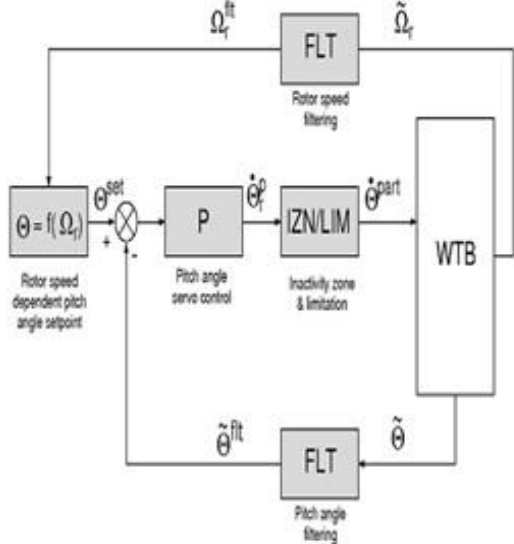 Ω_r^flt
FLT
Ω̃_r
Rotor speed
filtering
Θ = f(Ω_r)
Θ^set
+
-
P
Θ̇_r^p
IZN/LIM
Θ̇^part
WTB
Rotor speed
dependent pitch
angle setpoint
Pitch angle
servo control
Inactivity zone
& limitation
Θ̃^flt
FLT
Θ̃
Pitch angle
filtering